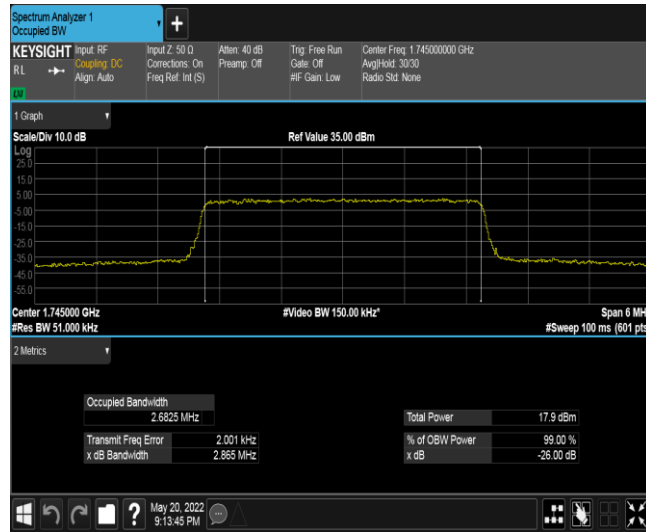 Spectrum Analyzer 1
Occupied BW
KEYSIGHT
RL
Input: RF
Coupling: DC
Align: Auto
Input Z: 50 Ω
Corrections: On
Freq Ref: Int (S)
Atten: 40 dB
Preamp: Off
Trig: Free Run
Gate: Off
#IF Gain: Low
Center Freq: 1.745000000 GHz
Avg|Hold: 30/30
Radio Std: None
1 Graph
Scale/Div 10.0 dB
Ref Value 35.00 dBm
Log
25.0
15.0
5.00
-5.00
-15.0
-25.0
-35.0
-45.0
-55.0
Center 1.745000 GHz
#Video BW 150.00 kHz*
Span 6 MH
#Res BW 51.000 kHz
#Sweep 100 ms (601 pts
2 Metrics
Occupied Bandwidth
2.6825 MHz
Total Power 17.9 dBm
Transmit Freq Error 2.001 kHz
% of OBW Power 99.00 %
x dB Bandwidth 2.865 MHz
x dB -26.00 dB
?
May 20, 2022
9:13:45 PM